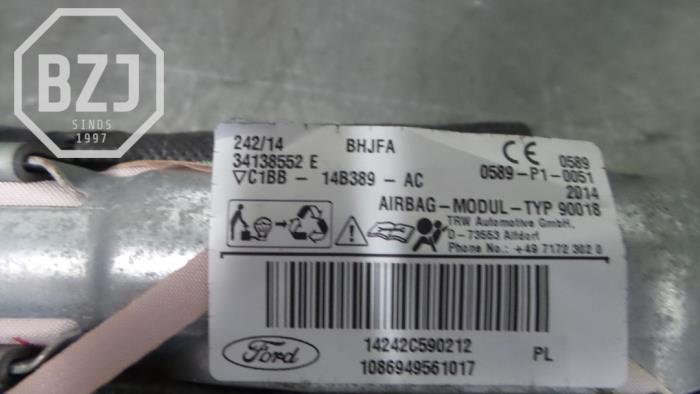 BZJ
SINDS
1997
242/14 BHJFA CE 0589
34138552 E 0589-P1-0051
▽C1BB - 14B389 - AC 2014
AIRBAG-MODUL-TYP 90018
TRW Automotive GmbH.
D-73553 Alfdorf
Phone No.: +49 7172 302 0
Ford 14242C590212 PL
1086949561017